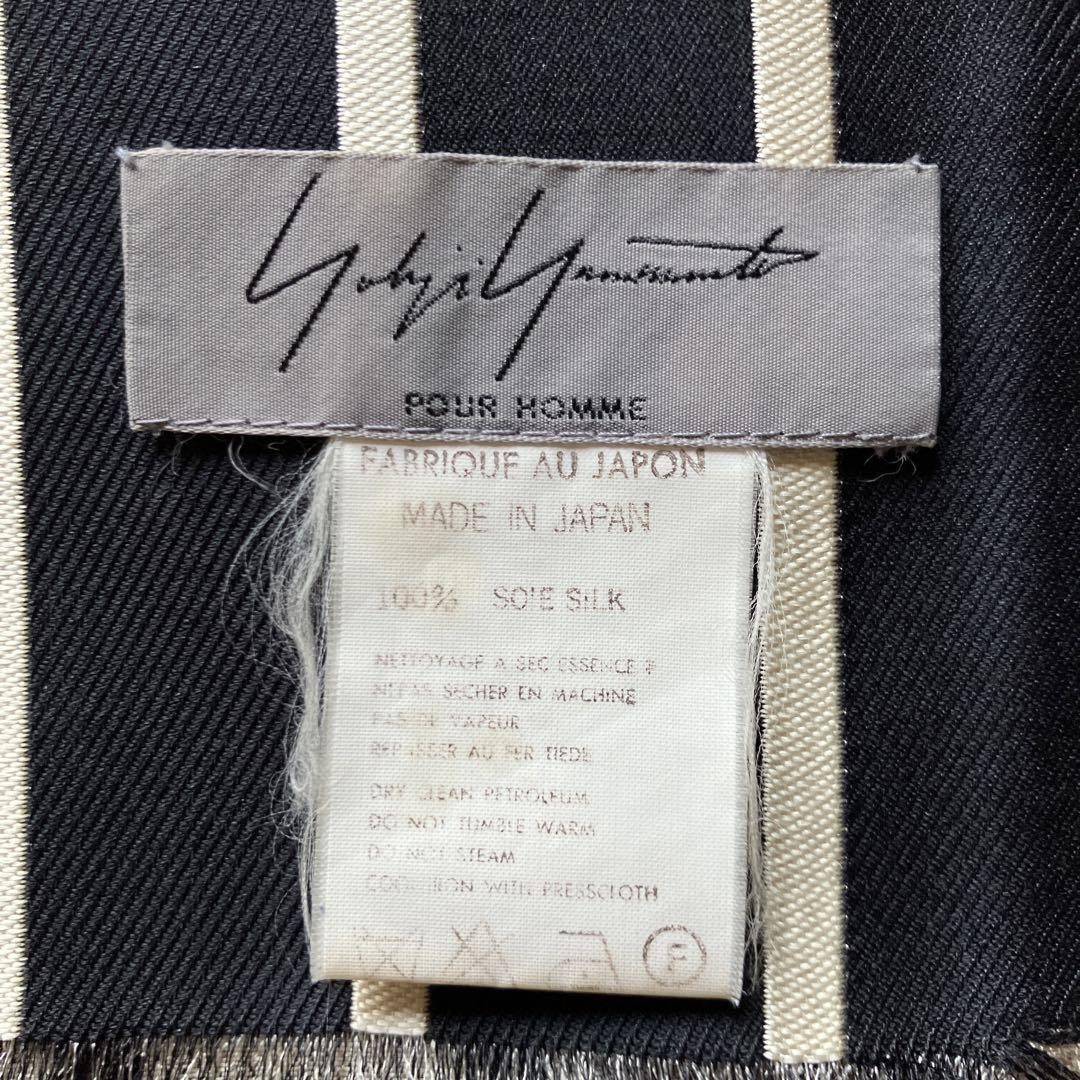 Yohji Yamamoto
POUR HOMME
FABRIQUE AU JAPON
MADE IN JAPAN
100% SOIE SILK
NETTOYAGE A SEC ESSENCE F
NE PAS SECHER EN MACHINE
PAS DE VAPEUR
REPASSER AU FER TIEDE
DRY CLEAN PETROLEUM
DO NOT TUMBLE WARM
DO NOT STEAM
COOL IRON WITH PRESSCLOTH
F